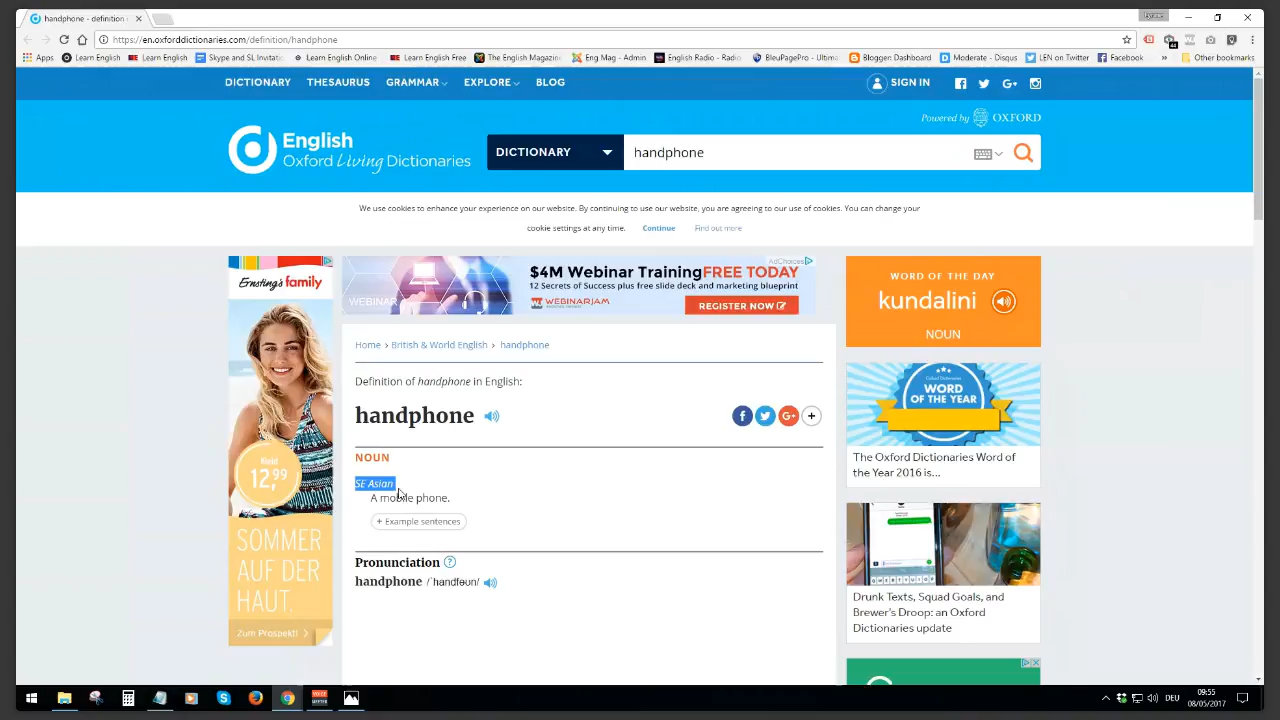 handphone - definition
https://en.oxforddictionaries.com/definition/handphone
Apps Learn English Learn English Skype and SL Invitatio Learn English Online Learn English Free The English Magazine Eng Mag - Admin English Radio - Radio BleuPagePro - Ultima Blogger: Dashboard Moderate - Disqus LEN on Twitter Facebook » Other bookmarks
DICTIONARY THESAURUS GRAMMAR EXPLORE BLOG SIGN IN
Powered by OXFORD
English
Oxford Living Dictionaries
DICTIONARY
handphone
We use cookies to enhance your experience on our website. By continuing to use our website, you are agreeing to our use of cookies. You can change your
cookie settings at any time. Continue Find out more
Ernsting's family
Kleid
12,99
SOMMER
AUF DER
HAUT.
Zum Prospekt!
AdChoices
WEBINAR
$4M Webinar Training FREE TODAY
12 Secrets of Success plus free slide deck and marketing blueprint
WEBINARJAM
REGISTER NOW
WORD OF THE DAY
kundalini
NOUN
Home › British & World English › handphone
Definition of handphone in English:
handphone
NOUN
SE Asian
A mobile phone.
+ Example sentences
Pronunciation ?
handphone /ˈhan(d)fəʊn/
Oxford Dictionaries
WORD
OF THE YEAR
The Oxford Dictionaries Word of
the Year 2016 is...
Drunk Texts, Squad Goals, and
Brewer's Droop: an Oxford
Dictionaries update
DEU
09:55
08/05/2017